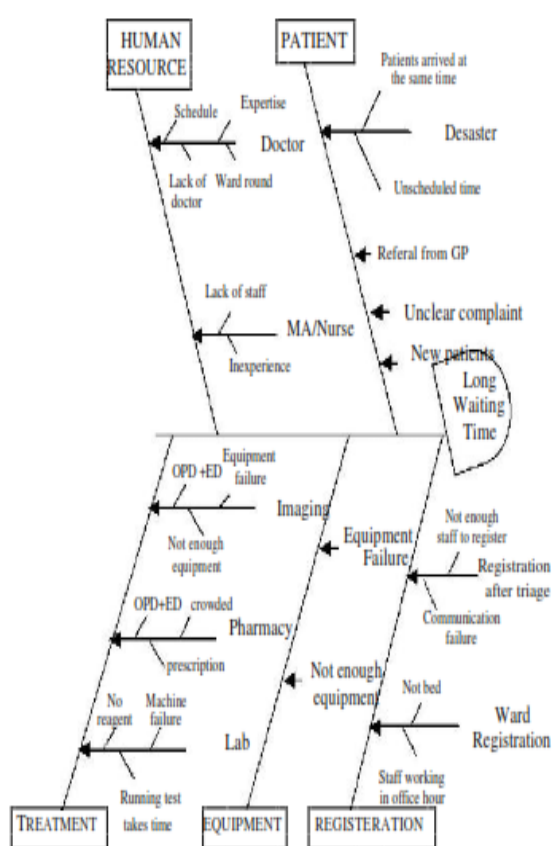 HUMAN
RESOURCE
PATIENT
Schedule
Expertise
Doctor
Lack of
doctor
Ward round
Patients arrived at
the same time
Desaster
Unscheduled time
Referal from GP
Lack of staff
MA/Nurse
Inexperience
Unclear complaint
New patients
Long
Waiting
Time
OPD +ED
Equipment
failure
Imaging
Not enough
equipment
Equipment
Failure
Not enough
staff to register
Registration
after triage
Communication
failure
OPD+ED
crowded
Pharmacy
prescription
Not enough
equipment
No
reagent
Machine
failure
Lab
Running test
takes time
Not bed
Ward
Registration
Staff working
in office hour
TREATMENT
EQUIPMENT
REGISTERATION